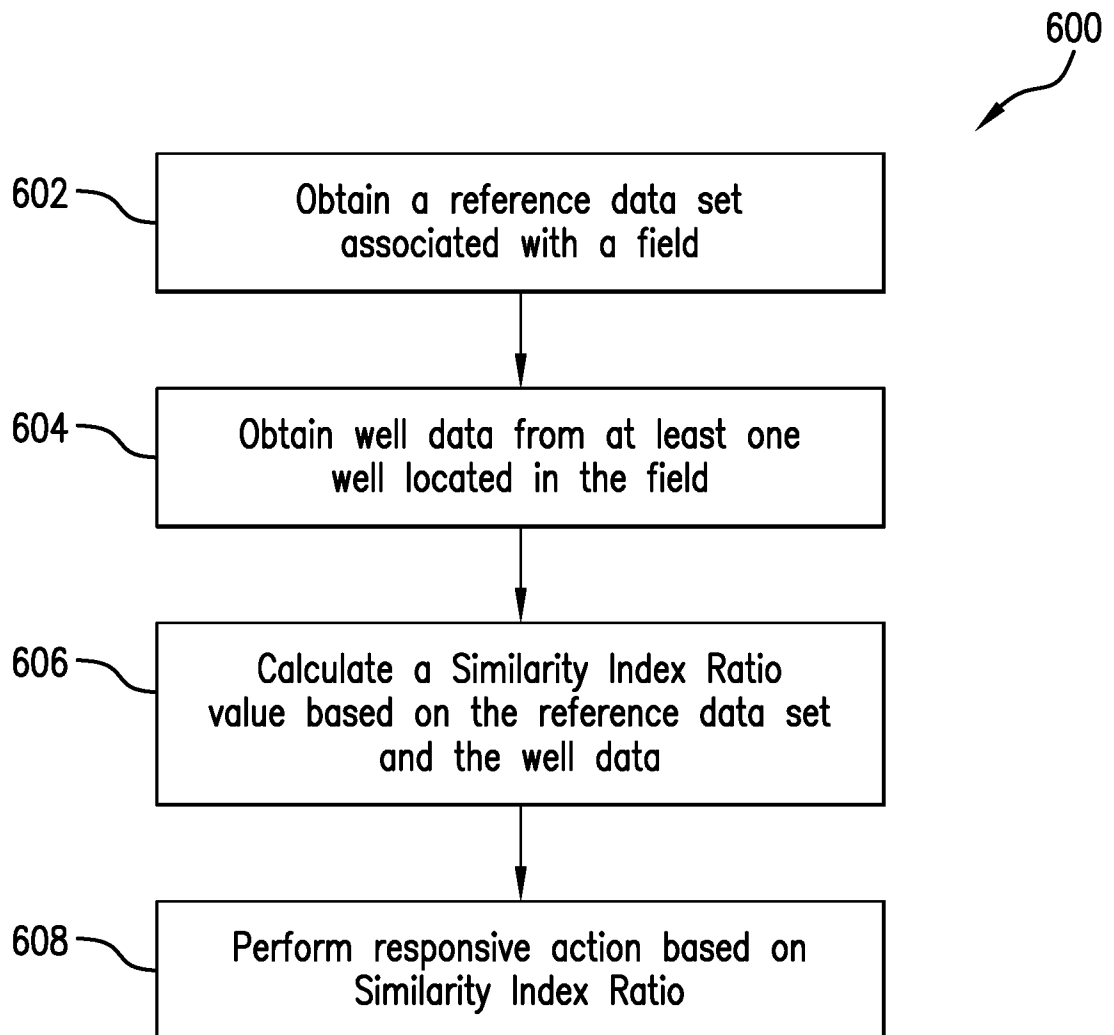 600
602
Obtain a reference data set
associated with a field
604
Obtain well data from at least one
well located in the field
606
Calculate a Similarity Index Ratio
value based on the reference data set
and the well data
608
Perform responsive action based on
Similarity Index Ratio